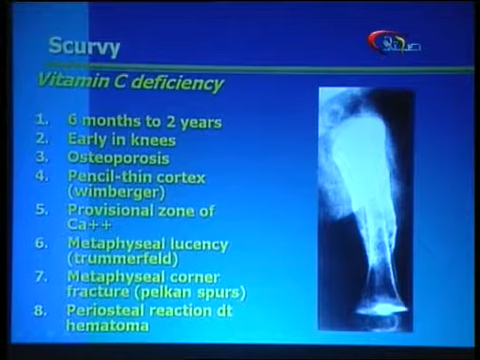 Scurvy
Vitamin C deficiency
1. 6 months to 2 years
2. Early in knees
3. Osteoporosis
4. Pencil-thin cortex
(wimberger)
5. Provisional zone of
Ca++
6. Metaphyseal lucency
(trummerfeld)
7. Metaphyseal corner
fracture (pelkan spurs)
8. Periosteal reaction dt
hematoma